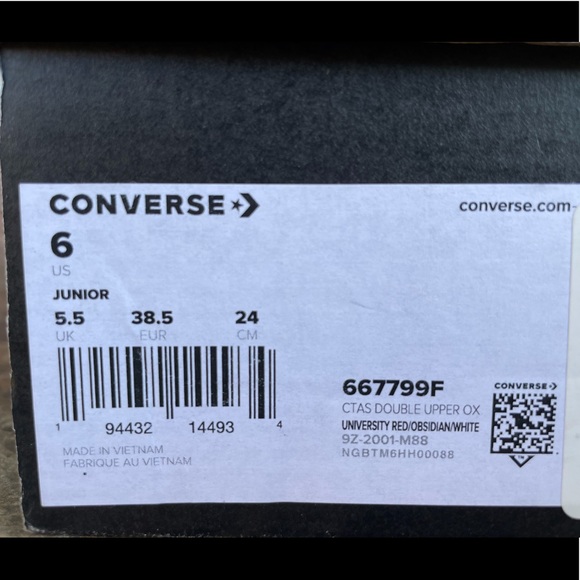 CONVERSE
converse.com
6
US
JUNIOR
5.5 38.5 24
UK EUR CM
1 94432 14493 4
MADE IN VIETNAM
FABRIQUE AU VIETNAM
667799F
CTAS DOUBLE UPPER OX
UNIVERSITY RED/OBSIDIAN/WHITE
9Z-2001-M88
NGBTM6HH00088
CONVERSE